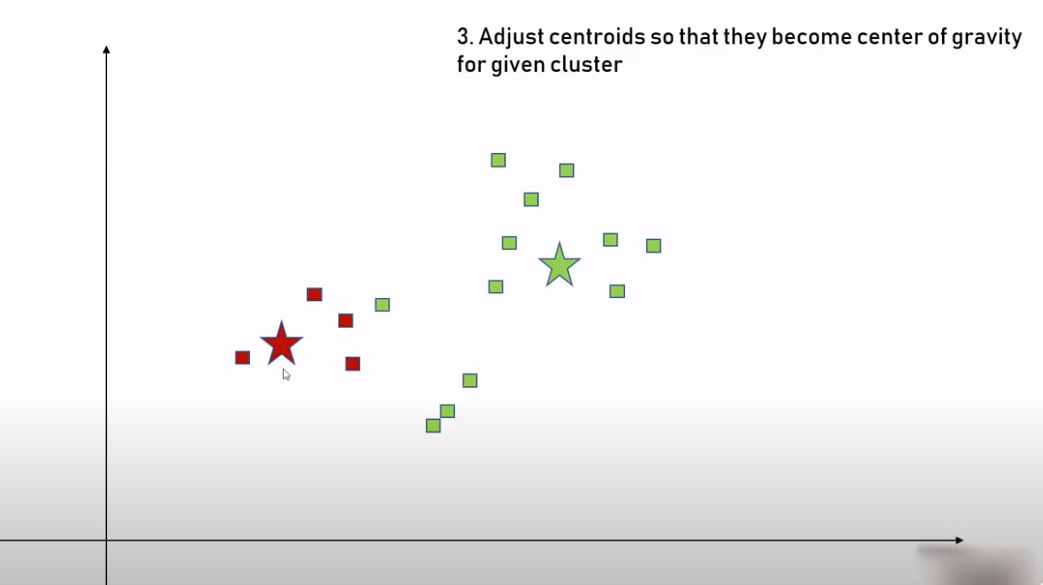 3. Adjust centroids so that they become center of gravity
for given cluster